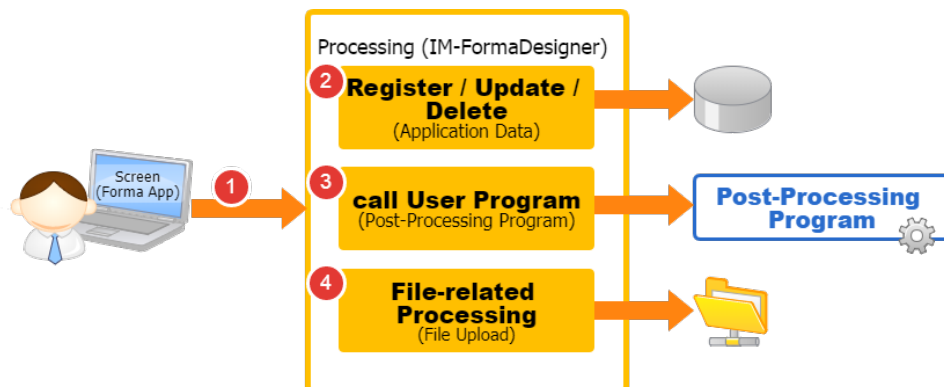 Processing (IM-FormaDesigner)
2
Register / Update /
Delete
(Application Data)
Screen
(Forma App)
1
3
call User Program
(Post-Processing Program)
Post-Processing
Program
4
File-related
Processing
(File Upload)